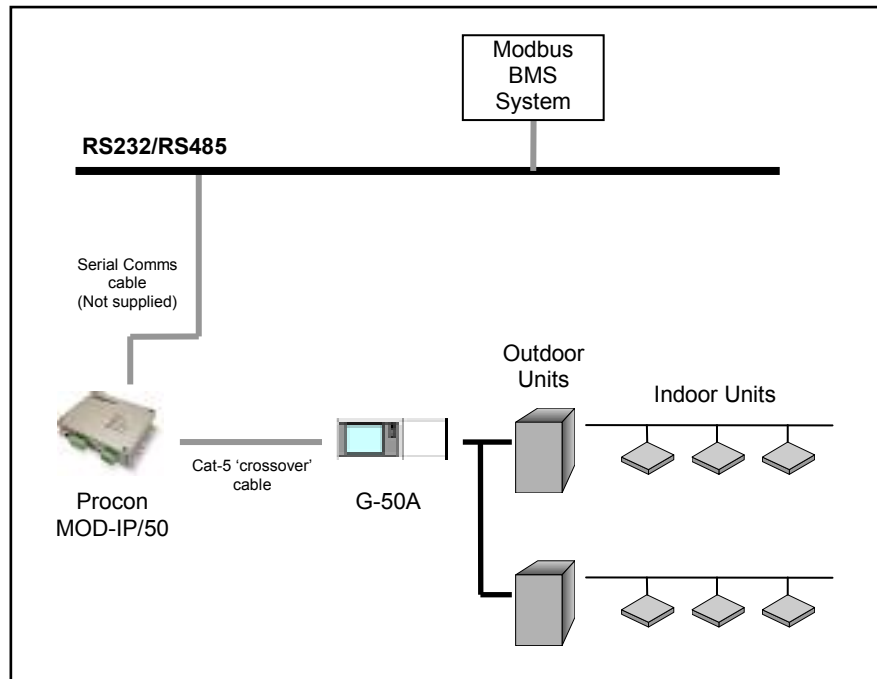 Modbus
BMS
System
RS232/RS485
Serial Comms
cable
(Not supplied)
Outdoor
Units
Indoor Units
Cat-5 ‘crossover’
cable
Procon
MOD-IP/50
G-50A